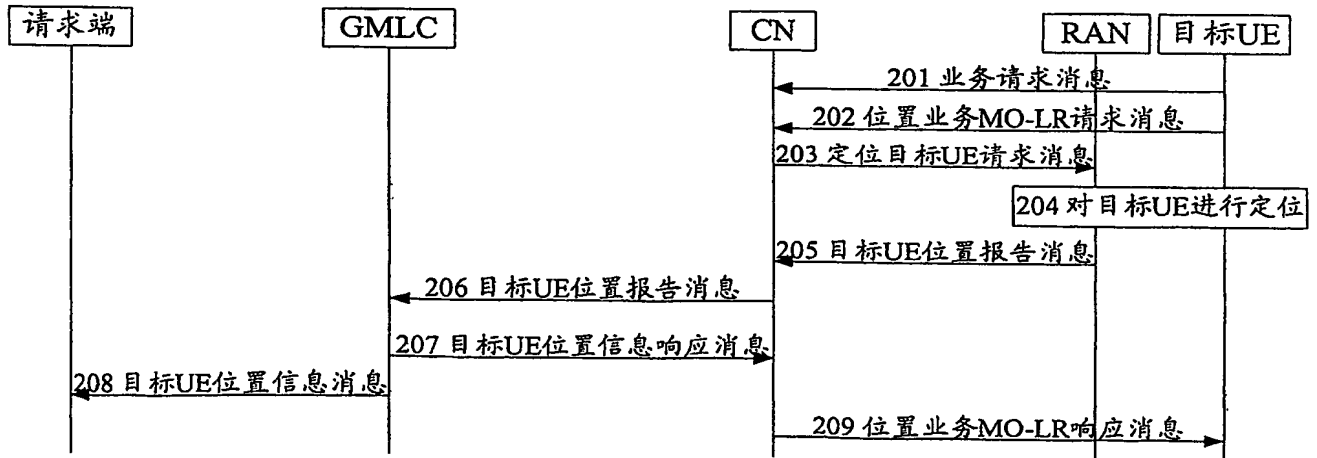 请求端
GMLC
CN
RAN
目标UE
201 业务请求消息
202 位置业务MO-LR请求消息
203 定位目标UE请求消息
204 对目标UE进行定位
205 目标UE位置报告消息
206 目标UE位置报告消息
207 目标UE位置信息响应消息
208 目标UE位置信息消息
209 位置业务MO-LR响应消息